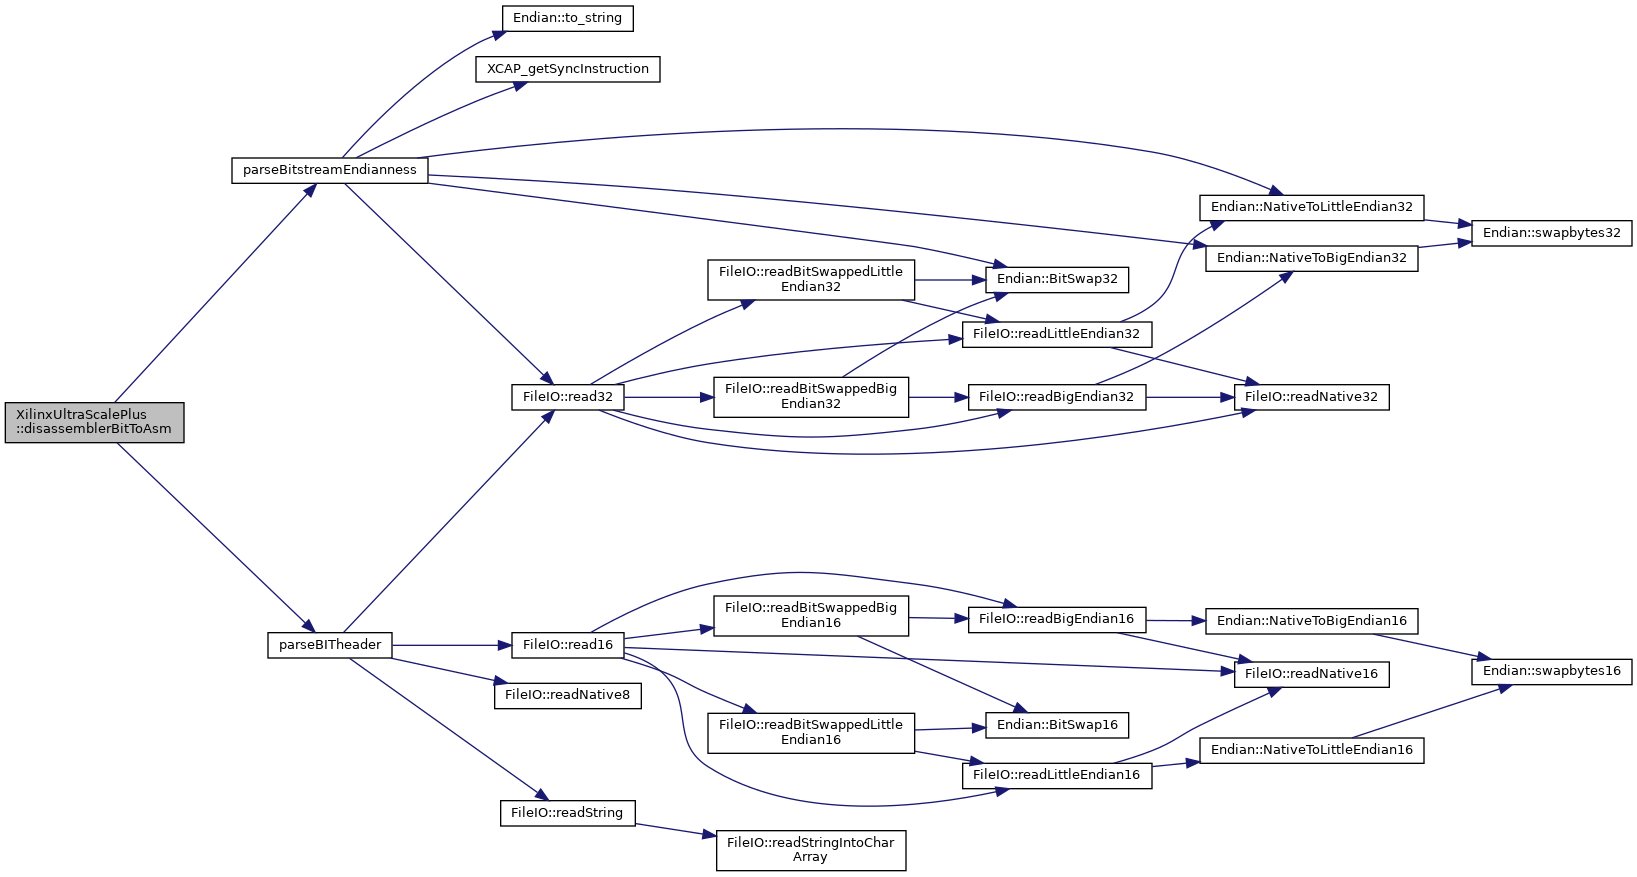 Endian::to_string
XCAP_getSyncInstruction
parseBitstreamEndianness
Endian::NativeToLittleEndian32
Endian::swapbytes32
Endian::NativeToBigEndian32
FileIO::readBitSwappedLittle
Endian32
Endian::BitSwap32
FileIO::readLittleEndian32
FileIO::read32
FileIO::readBitSwappedBig
Endian32
FileIO::readBigEndian32
FileIO::readNative32
XilinxUltraScalePlus
::disassemblerBitToAsm
parseBITheader
FileIO::read16
FileIO::readBitSwappedBig
Endian16
FileIO::readBigEndian16
Endian::NativeToBigEndian16
FileIO::readNative16
Endian::swapbytes16
FileIO::readNative8
FileIO::readBitSwappedLittle
Endian16
Endian::BitSwap16
Endian::NativeToLittleEndian16
FileIO::readLittleEndian16
FileIO::readString
FileIO::readStringIntoChar
Array